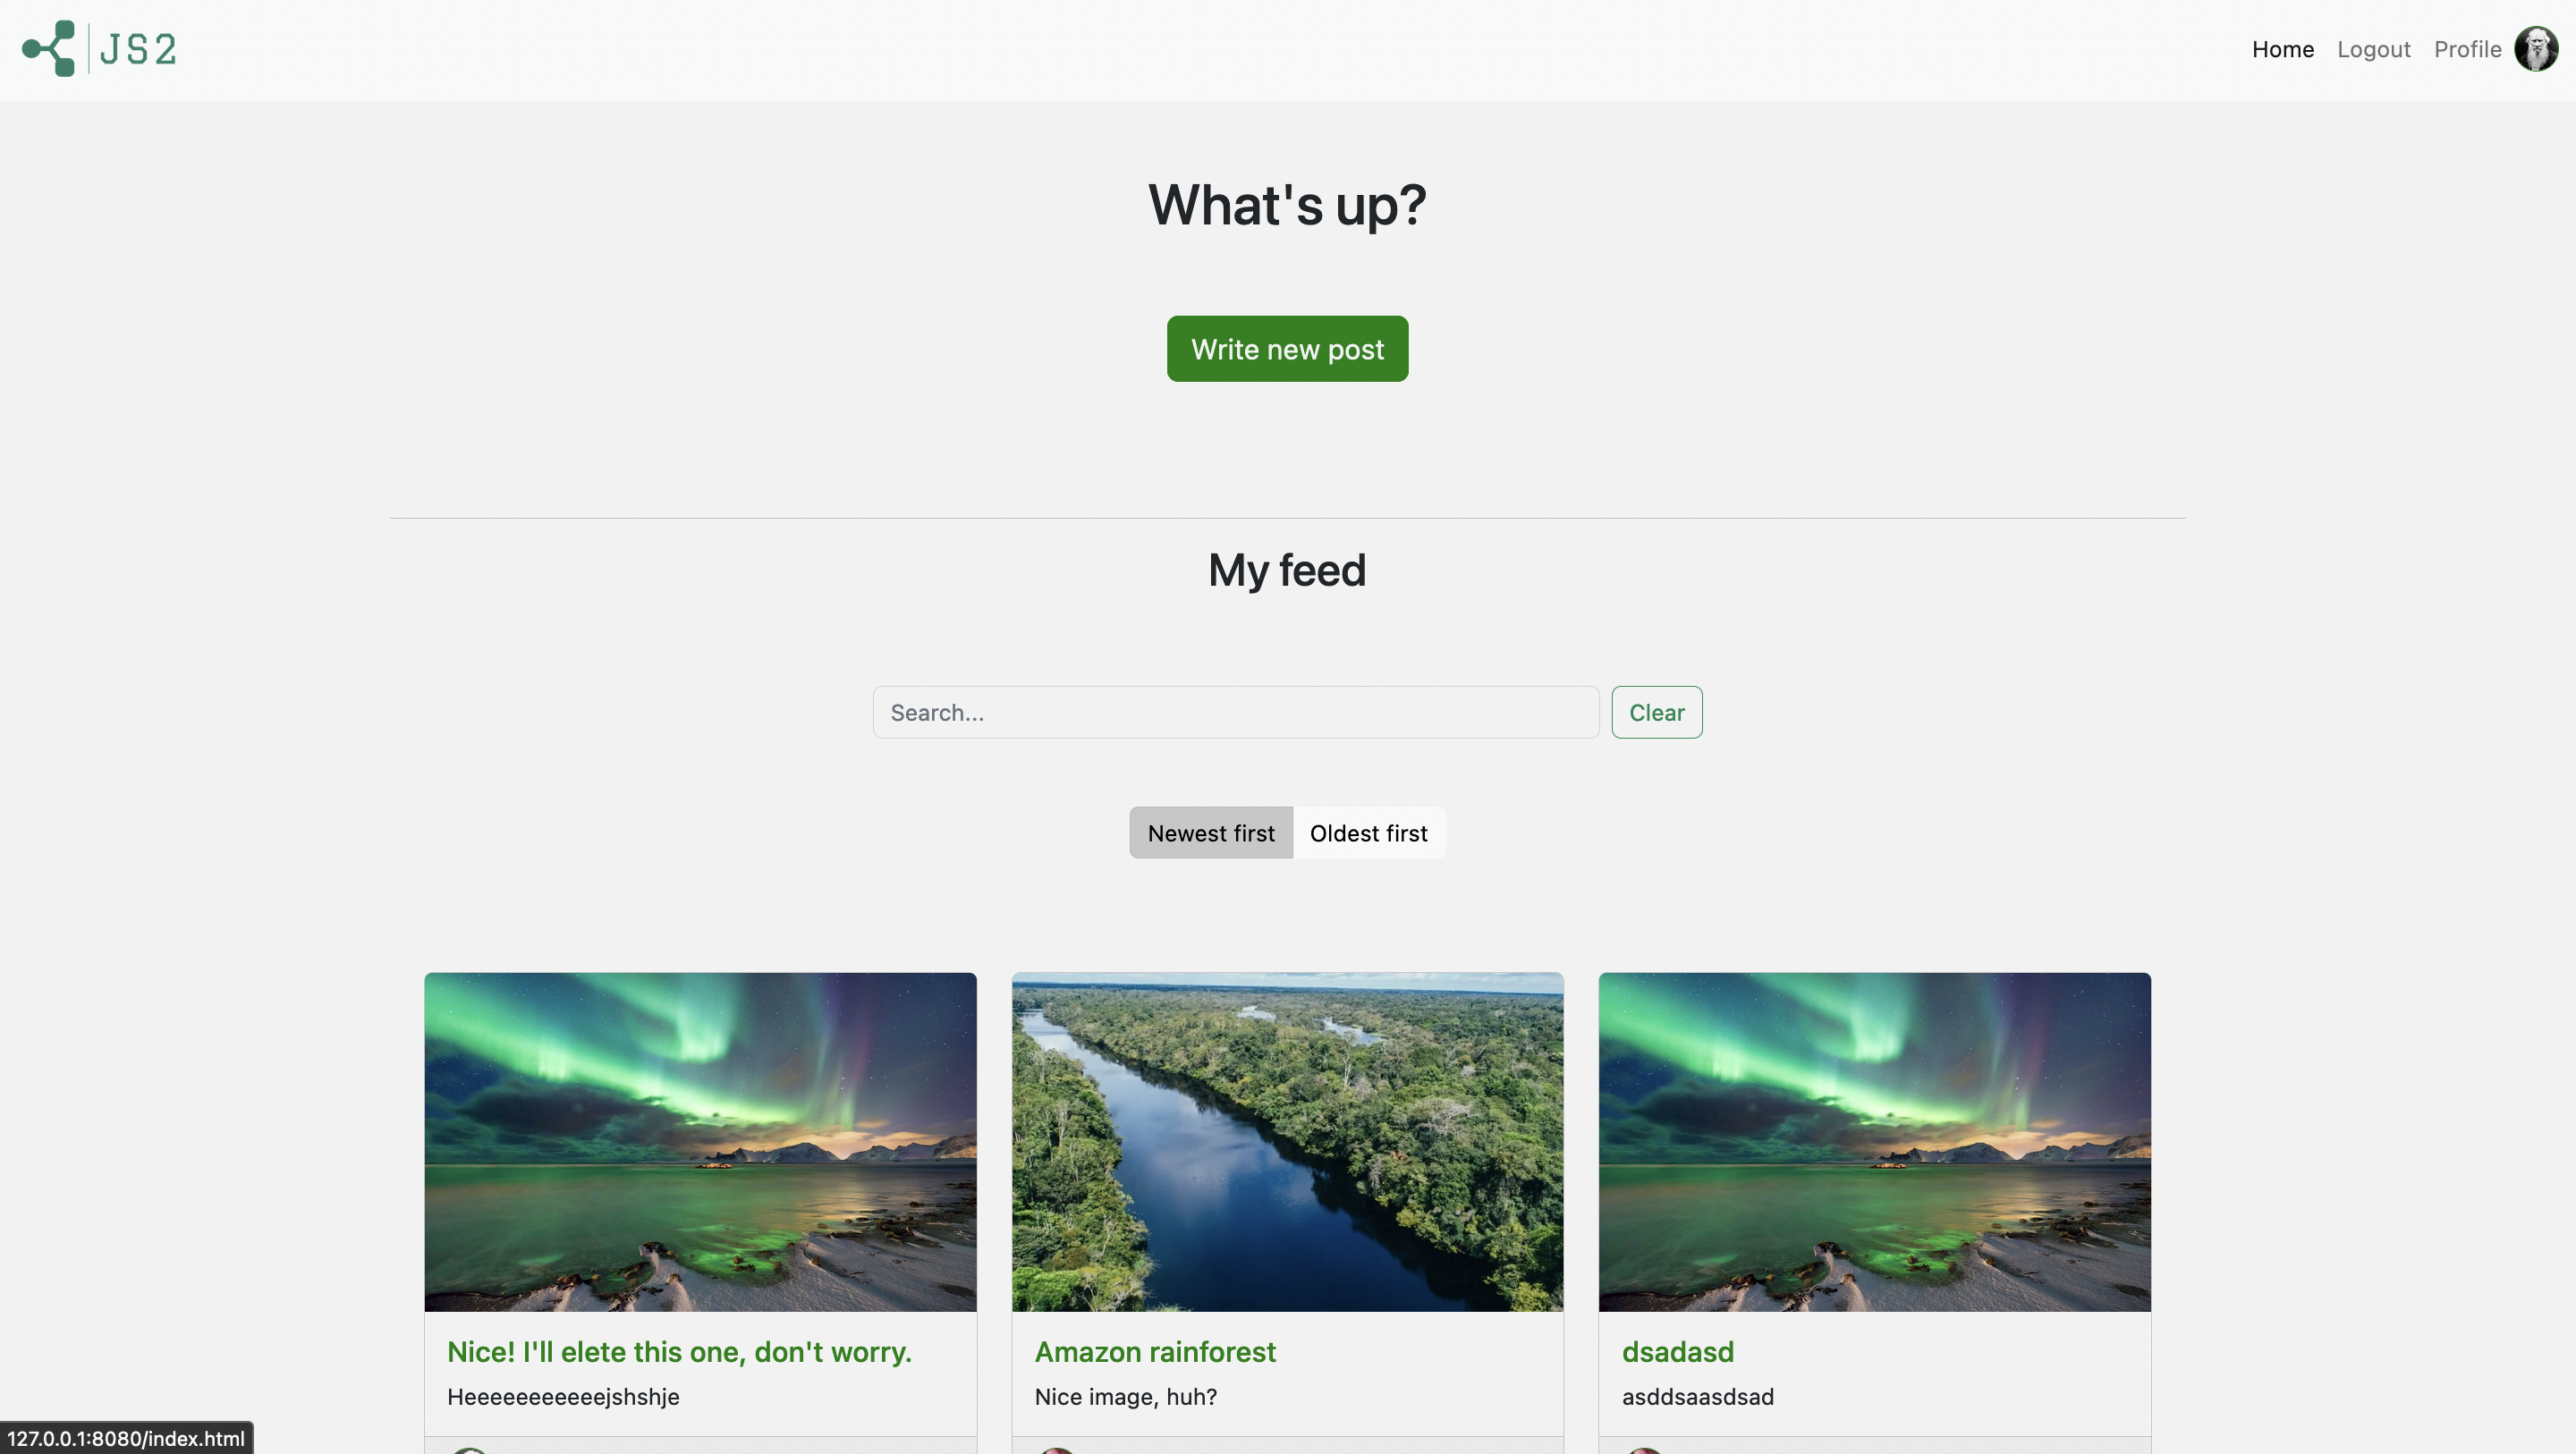 JS2
Home Logout Profile
What's up?
Write new post
My feed
Search... Clear
Newest first Oldest first
Nice! I'll elete this one, don't worry.
Heeeeeeeeeeejshshje
Amazon rainforest
Nice image, huh?
dsadasd
asddsaasdsad
127.0.0.1:8080/index.html